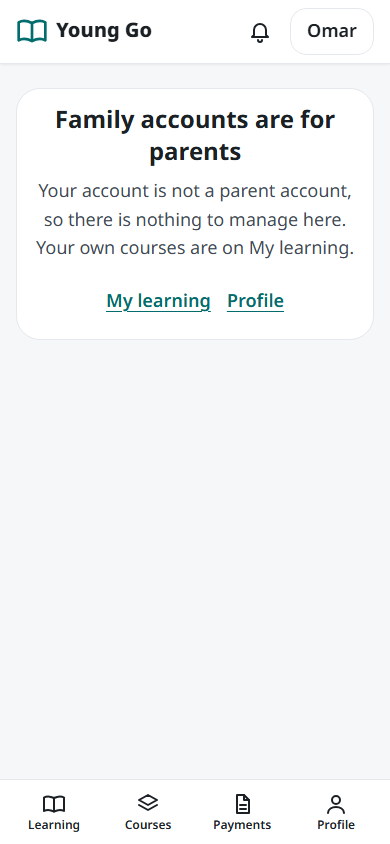 Young Go
Omar
Family accounts are for
parents
Your account is not a parent account,
so there is nothing to manage here.
Your own courses are on My learning.
My learning Profile
Learning Courses Payments Profile